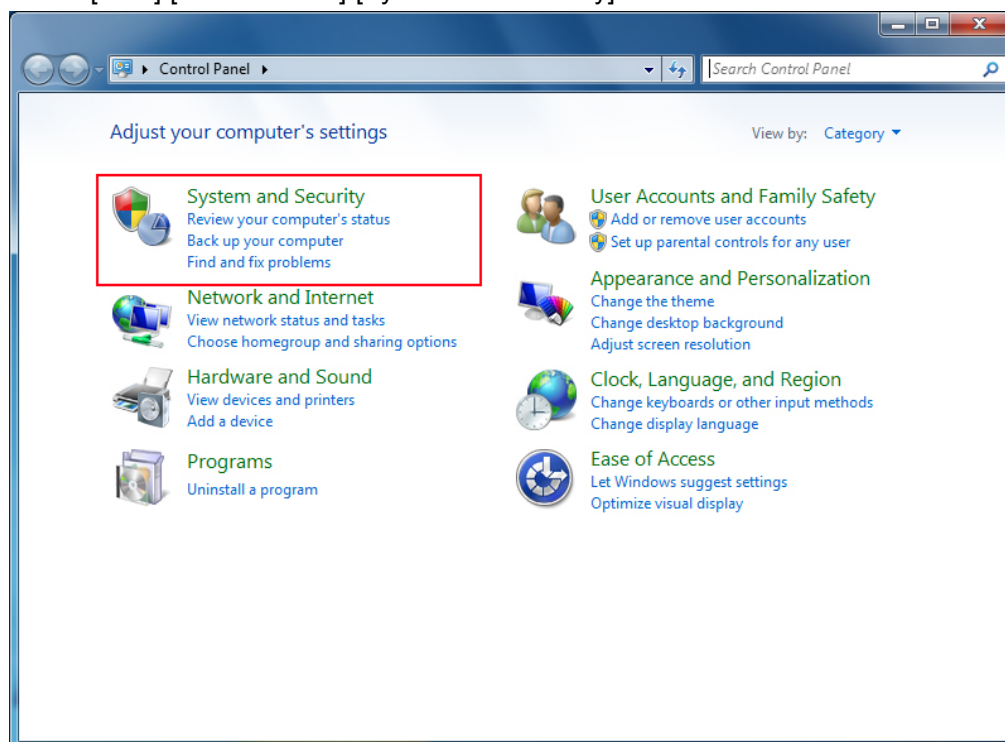 Control Panel
Search Control Panel
Adjust your computer's settings
View by: Category
System and Security
Review your computer's status
Back up your computer
Find and fix problems
Network and Internet
View network status and tasks
Choose homegroup and sharing options
Hardware and Sound
View devices and printers
Add a device
Programs
Uninstall a program
User Accounts and Family Safety
Add or remove user accounts
Set up parental controls for any user
Appearance and Personalization
Change the theme
Change desktop background
Adjust screen resolution
Clock, Language, and Region
Change keyboards or other input methods
Change display language
Ease of Access
Let Windows suggest settings
Optimize visual display